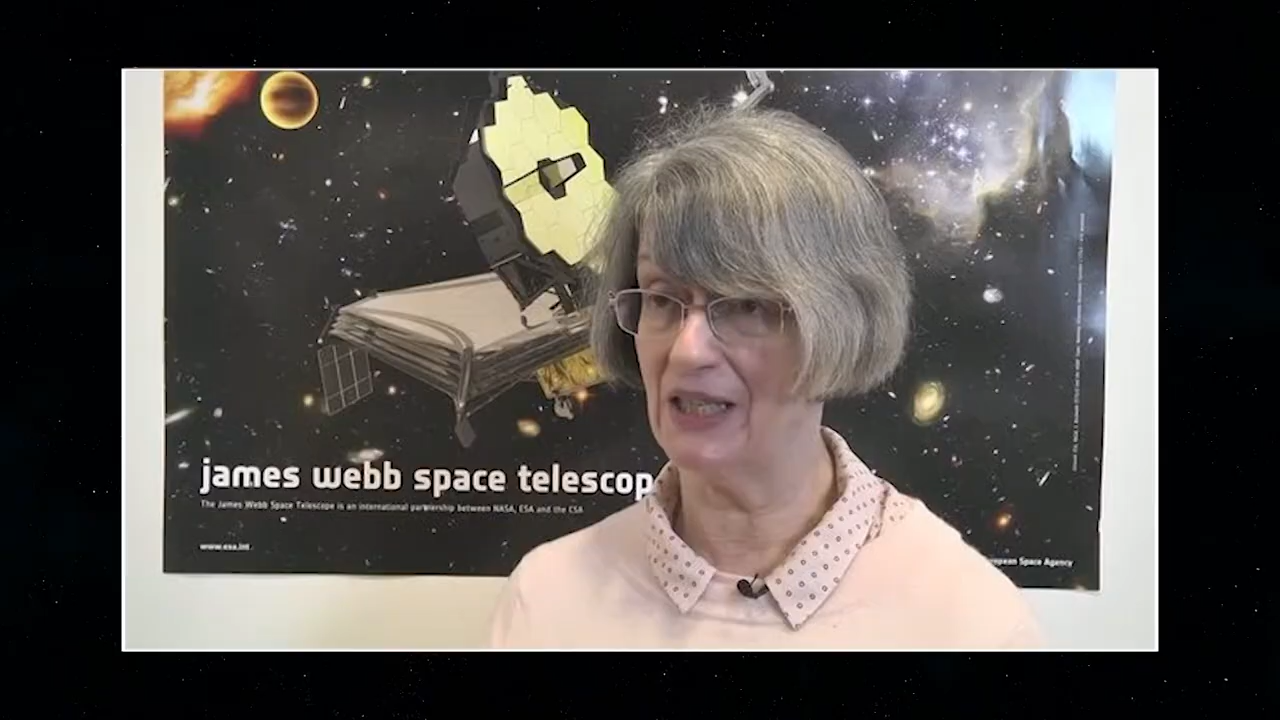 james webb space telescop
The James Webb Space Telescope is an international partnership between NASA, ESA and the CSA
www.esa.int
pean Space Agency